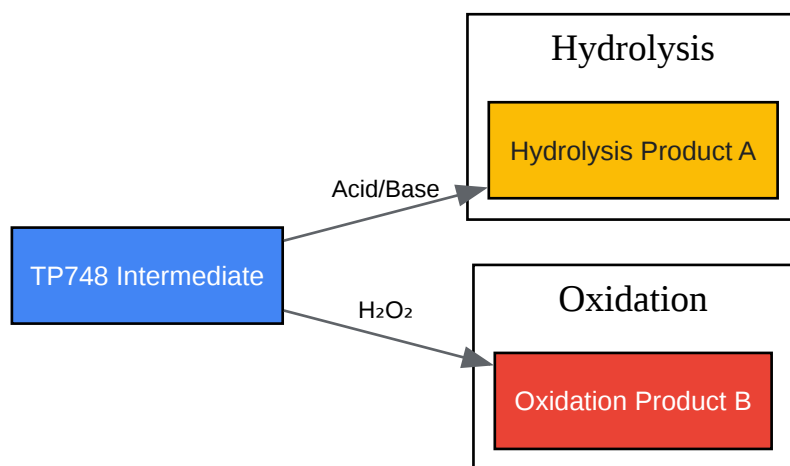 Hydrolysis
Hydrolysis Product A
Acid/Base
TP748 Intermediate
H₂O₂
Oxidation
Oxidation Product B